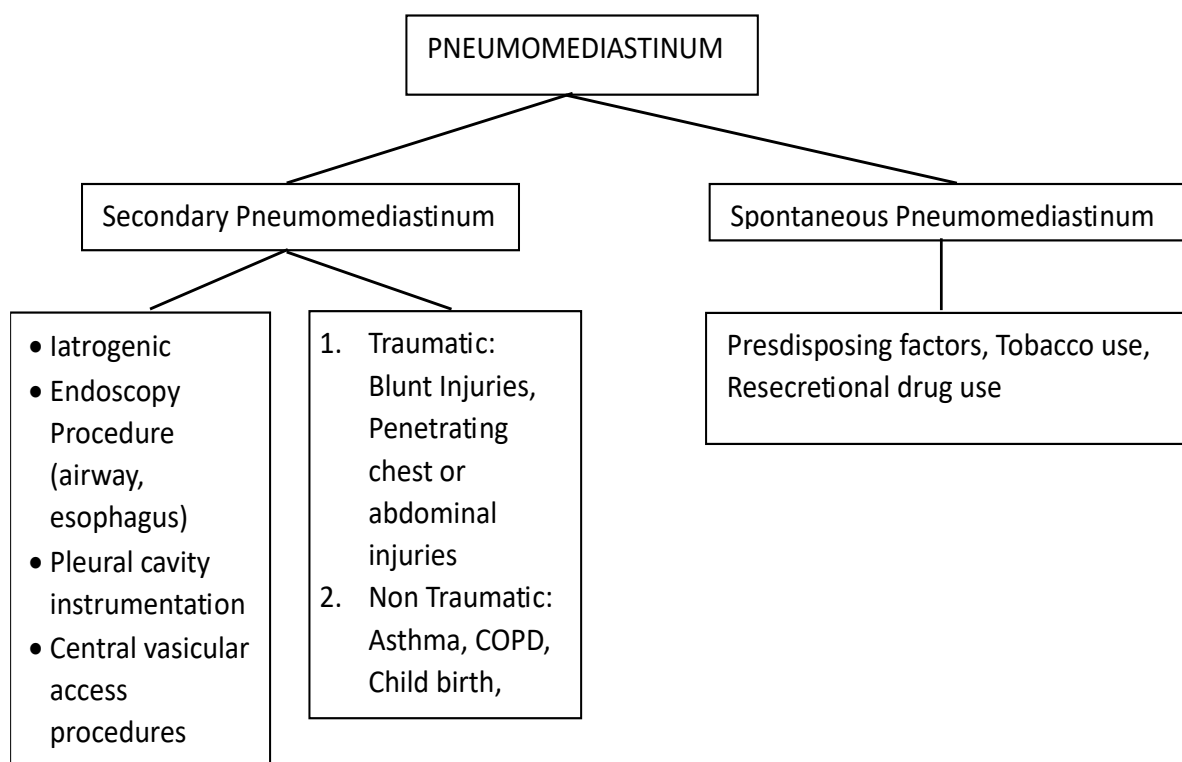 PNEUMOMEDIASTINUM
Secondary Pneumomediastinum
Spontaneous Pneumomediastinum
• Iatrogenic
• Endoscopy
Procedure
(airway,
esophagus)
• Pleural cavity
instrumentation
• Central vasicular
access
procedures
1. Traumatic:
Blunt Injuries,
Penetrating
chest or
abdominal
injuries
2. Non Traumatic:
Asthma, COPD,
Child birth,
Presdisposing factors, Tobacco use,
Resecretional drug use